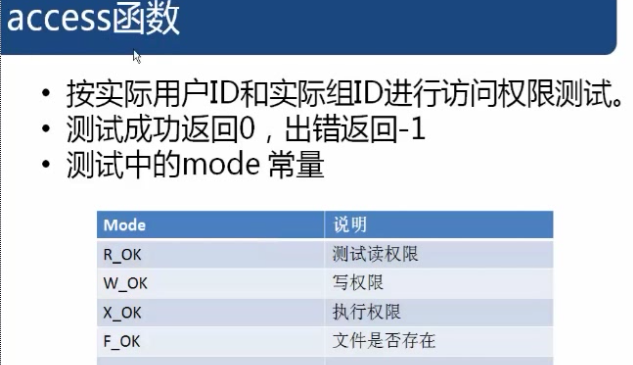 access函数
• 按实际用户ID和实际组ID进行访问权限测试。
• 测试成功返回0，出错返回-1
• 测试中的mode 常量
Mode 说明
R_OK 测试读权限
W_OK 写权限
X_OK 执行权限
F_OK 文件是否存在